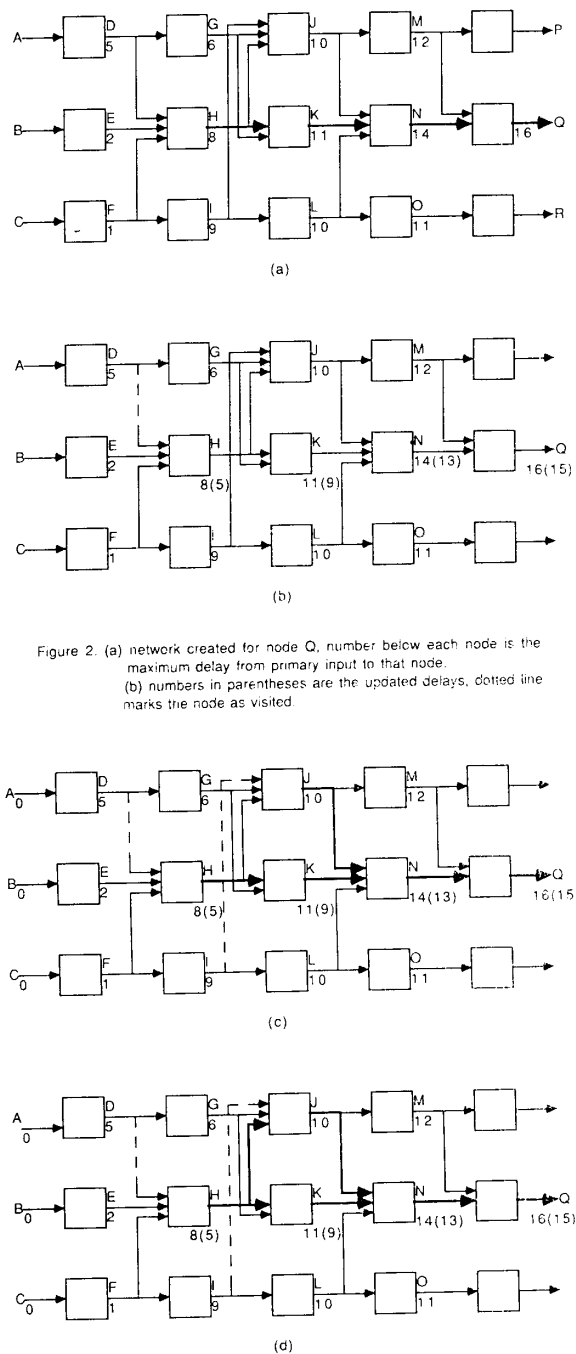 D G J M
A P
5 6 10 12
E H K N
B Q
2 8 11 14 16
F I L O
C R
1 9 10 11
(a)
D G J M
A
5 6 10 12
E H K N
B Q
2 8(5) 11(9) 14(13) 16(15)
F L O
C
1 9 10 11
(b)
Figure 2. (a) network created for node Q, number below each node is the
maximum delay from primary input to that node.
(b) numbers in parentheses are the updated delays, dotted line
marks the node as visited.
D G J M
A
0 5 6 10 12
E H K N
B Q
0 2 8(5) 11(9) 14(13) 16(15
F I L O
C
0 1 9 10 11
(c)
D G J M
A
0 5 6 10 12
E H K N
B Q
0 2 8(5) 11(9) 14(13) 16(15)
F I L O
C
0 1 9 10 11
(d)